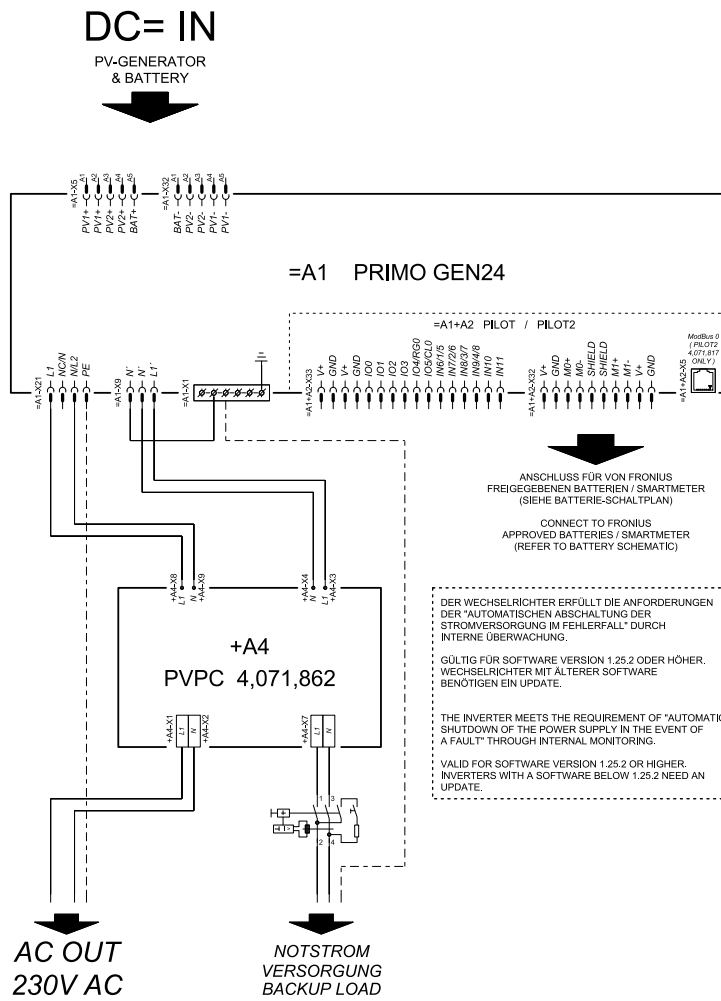 DC= IN
PV-GENERATOR
& BATTERY
=A1-X5
A1
A2
A3
A4
A5
PV1+
PV1+
PV2+
PV2+
BAT+
=A1-X32
A1
A2
A3
A4
A5
BAT-
PV2-
PV2-
PV1-
PV1-
=A1 PRIMO GEN24
=A1+A2 PILOT / PILOT2
=A1-X21
L1
NC/N
N/L2
PE
=A1-X9
N'
N'
L1'
=A1-X1
=A1+A2-X33
V+
GND
V+
GND
IO0
IO1
IO2
IO3
IO4/RG0
IO5/CL0
IN6/1/5
IN7/2/6
IN8/3/7
IN9/4/8
IN10
IN11
=A1+A2-X32
V+
GND
M0+
M0-
SHIELD
SHIELD
M1+
M1-
V+
GND
=A1+A2-X5
ModBus 0
( PILOT2
4,071,817
ONLY )
ANSCHLUSS FÜR VON FRONIUS
FREIGEGEBENEN BATTERIEN / SMARTMETER
(SIEHE BATTERIE-SCHALTPLAN)
CONNECT TO FRONIUS
APPROVED BATTERIES / SMARTMETER
(REFER TO BATTERY SCHEMATIC)
+A4-X8
L1
N
+A4-X9
+A4-X4
N
L1
+A4-X3
+A4
PVPC 4,071,862
+A4-X1
L1
N
+A4-X2
+A4-X7
L1
N
DER WECHSELRICHTER ERFÜLLT DIE ANFORDERUNGEN
DER "AUTOMATISCHEN ABSCHALTUNG DER
STROMVERSORGUNG IM FEHLERFALL" DURCH
INTERNE ÜBERWACHUNG.
GÜLTIG FÜR SOFTWARE VERSION 1.25.2 ODER HÖHER.
WECHSELRICHTER MIT ÄLTERER SOFTWARE
BENÖTIGEN EIN UPDATE.
THE INVERTER MEETS THE REQUIREMENT OF "AUTOMATIC
SHUTDOWN OF THE POWER SUPPLY IN THE EVENT OF
A FAULT" THROUGH INTERNAL MONITORING.
VALID FOR SOFTWARE VERSION 1.25.2 OR HIGHER.
INVERTERS WITH A SOFTWARE BELOW 1.25.2 NEED AN
UPDATE.
1 3
2 4
AC OUT
230V AC
NOTSTROM
VERSORGUNG
BACKUP LOAD